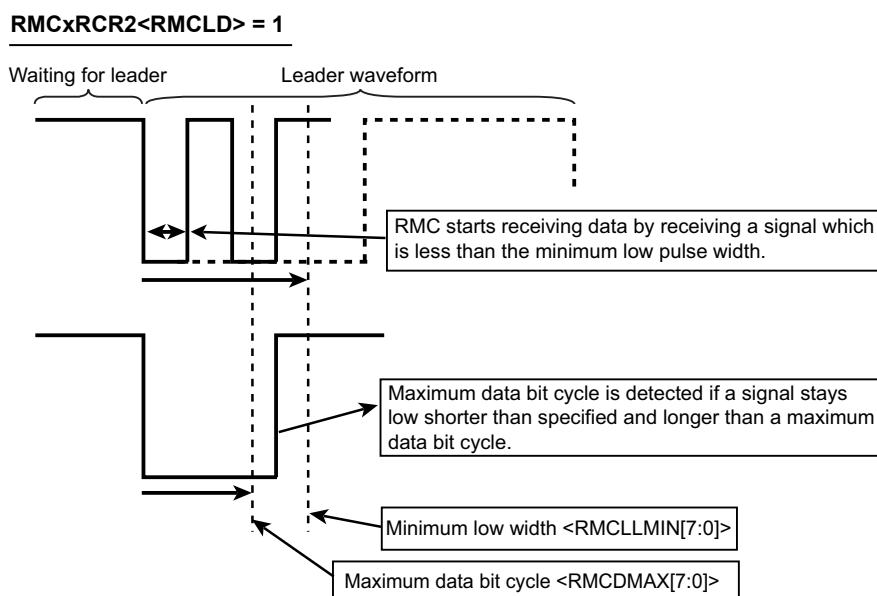 RMCxRCR2<RMCLD> = 1
Waiting for leader
Leader waveform
RMC starts receiving data by receiving a signal which
is less than the minimum low pulse width.
Maximum data bit cycle is detected if a signal stays
low shorter than specified and longer than a maximum
data bit cycle.
Minimum low width <RMCLLMIN[7:0]>
Maximum data bit cycle <RMCDMAX[7:0]>